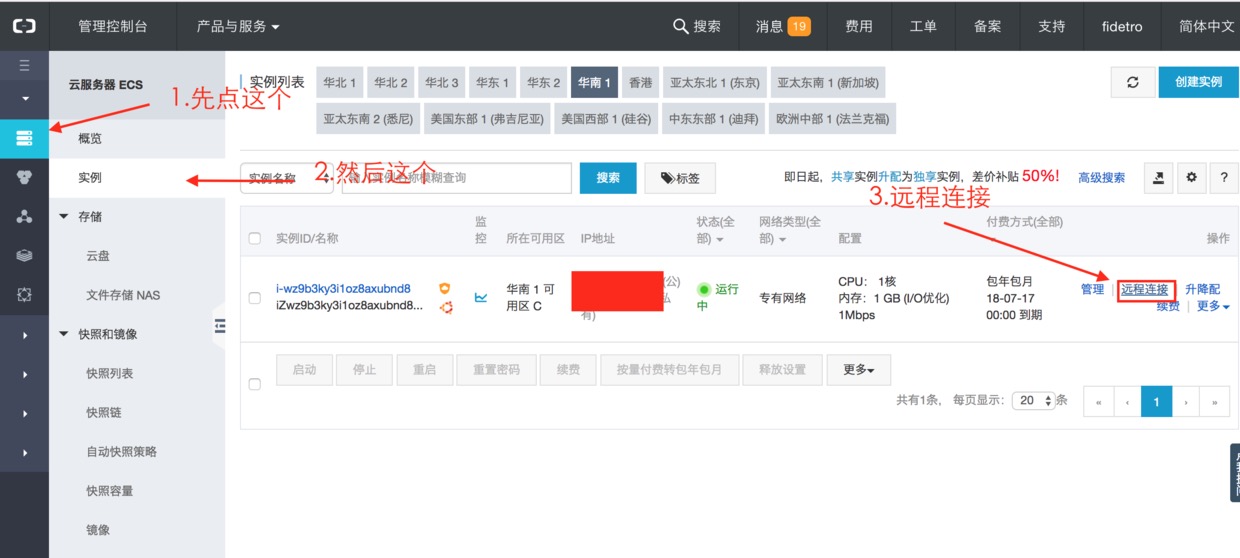 管理控制台 产品与服务 搜索 消息 19 费用 工单 备案 支持 fidetro 简体中文
云服务器 ECS
概览
实例
存储
云盘
文件存储 NAS
快照和镜像
快照列表
快照链
自动快照策略
快照容量
镜像
1.先点这个
2.然后这个
3.远程连接
实例列表 华北 1 华北 2 华北 3 华东 1 华东 2 华南 1 香港 亚太东北 1 (东京) 亚太东南 1 (新加坡) 创建实例
亚太东南 2 (悉尼) 美国东部 1 (弗吉尼亚) 美国西部 1 (硅谷) 中东东部 1 (迪拜) 欧洲中部 1 (法兰克福)
实例名称 实例名称模糊查询 搜索 标签 即日起，共享实例升配为独享实例，差价补贴 50%! 高级搜索 ?
实例ID/名称 监控 所在可用区 IP地址 状态(全部) 网络类型(全部) 配置 付费方式(全部) 操作
i-wz9b3ky3i1oz8axubnd8 华南 1 可 (公) 运行 CPU： 1核 包年包月 管理 | 远程连接 升降配
iZwz9b3ky3i1oz8axubnd8... 用区 C 私 中 专有网络 内存： 1 GB (I/O优化) 18-07-17 续费 | 更多
有) 1Mbps 00:00 到期
启动 停止 重启 重置密码 续费 按量付费转包年包月 释放设置 更多
共有1条， 每页显示： 20 条 « ‹ 1 › »